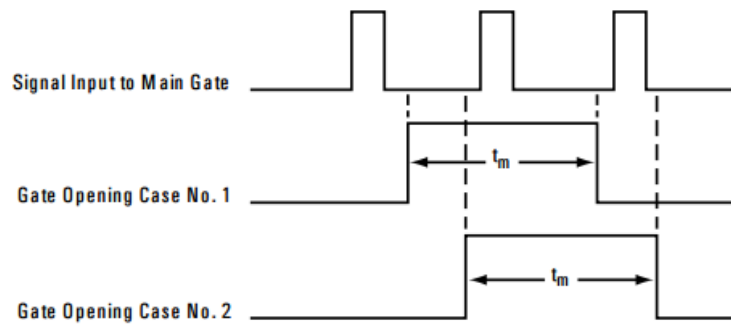 Signal Input to Main Gate
tm
Gate Opening Case No. 1
tm
Gate Opening Case No. 2